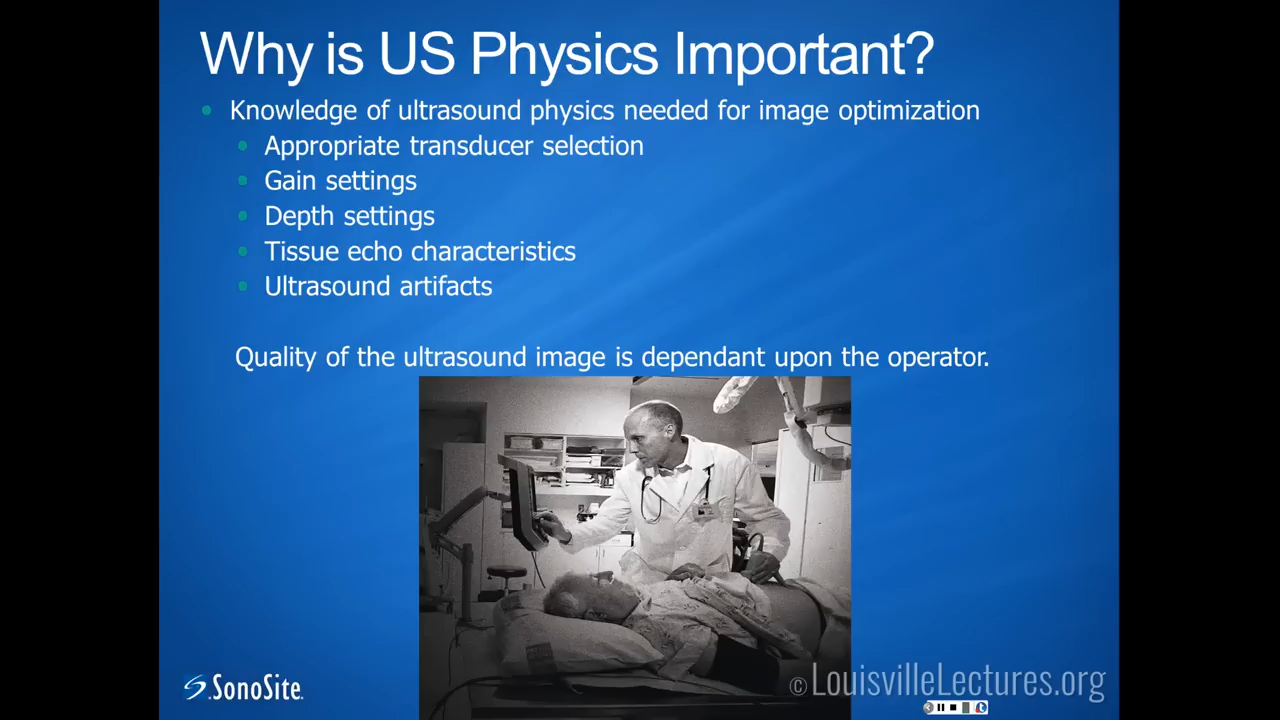 Why is US Physics Important?
Knowledge of ultrasound physics needed for image optimization
Appropriate transducer selection
Gain settings
Depth settings
Tissue echo characteristics
Ultrasound artifacts
Quality of the ultrasound image is dependant upon the operator.
SonoSite
© LouisvilleLectures.org